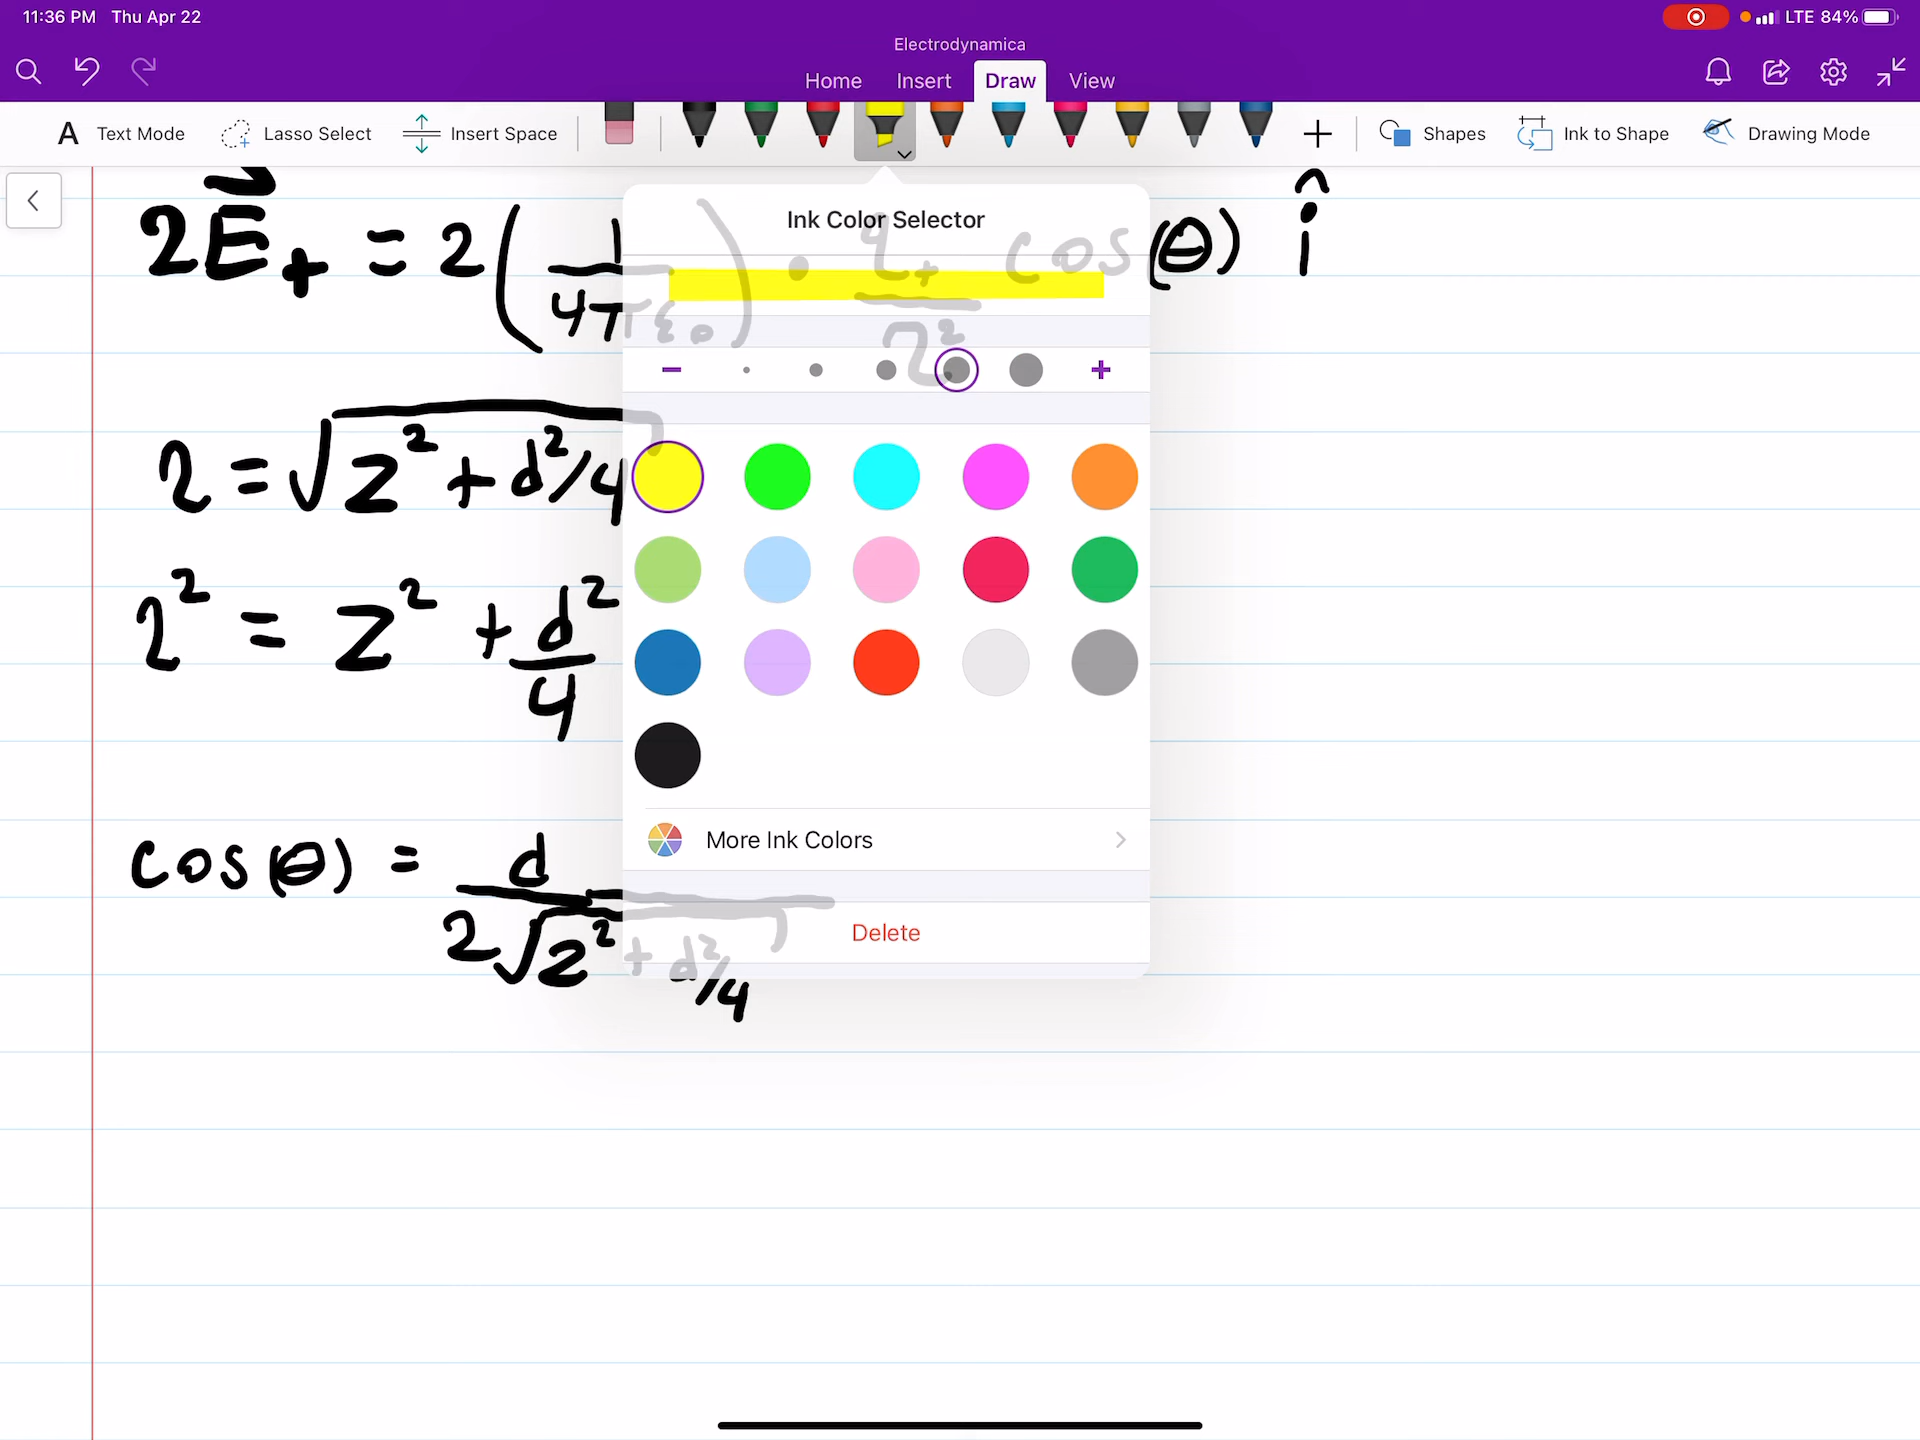 11:36 PM Thu Apr 22
LTE 84%
Electrodynamica
Home Insert Draw View
A Text Mode Lasso Select Insert Space Shapes Ink to Shape Drawing Mode
Ink Color Selector
2E⃗₊ = 2(1/4πε₀) · q₊/r² cos(θ) î
r = √z² + d²/4
r² = z² + d²/4
More Ink Colors
cos(θ) = d/2√z² + d²/4
Delete